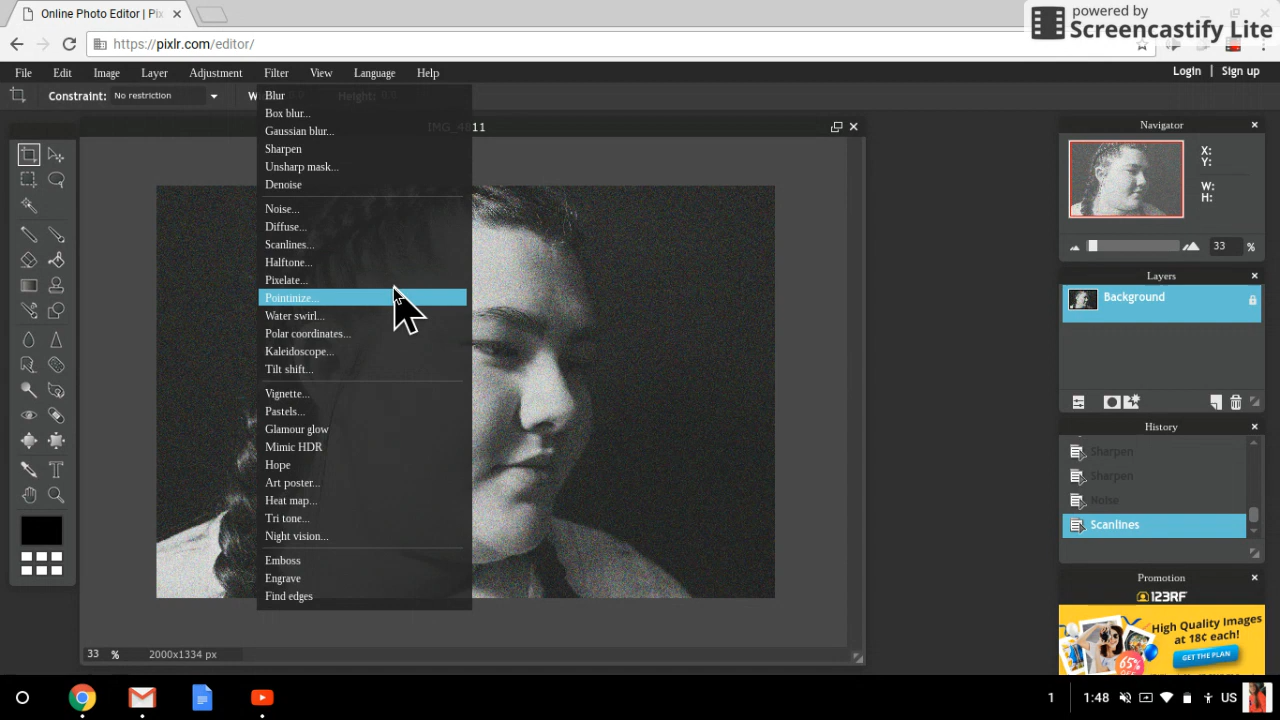 Online Photo Editor | Pix
powered by
Screencastify Lite
https://pixlr.com/editor/
File Edit Image Layer Adjustment Filter View Language Help
Login | Sign up
Constraint: No restriction
Height:
Blur
Box blur...
Gaussian blur...
Sharpen
Unsharp mask...
Denoise
Noise...
Diffuse...
Scanlines...
Halftone...
Pixelate...
Pointinize...
Water swirl...
Polar coordinates...
Kaleidoscope...
Tilt shift...
Vignette...
Pastels...
Glamour glow
Mimic HDR
Hope
Art poster...
Heat map...
Tri tone...
Night vision...
Emboss
Engrave
Find edges
33 % 2000x1334 px
Navigator
X:
Y:
W:
H:
33 %
Layers
Background
History
Sharpen
Sharpen
Noise
Scanlines
Promotion
123RF
High Quality Images
at 18¢ each!
GET THE PLAN
65%
1 1:48 US